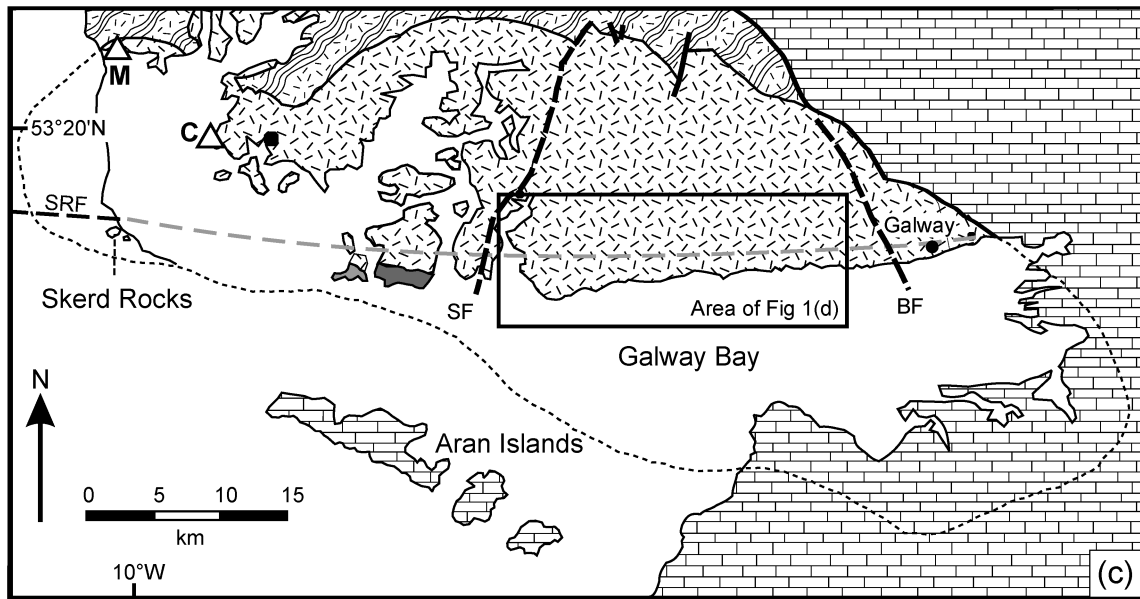 M
53°20'N
C
SRF
Galway
Skerd Rocks
SF
Area of Fig 1(d)
BF
Galway Bay
N
Aran Islands
0 5 10 15
km
10°W
(c)